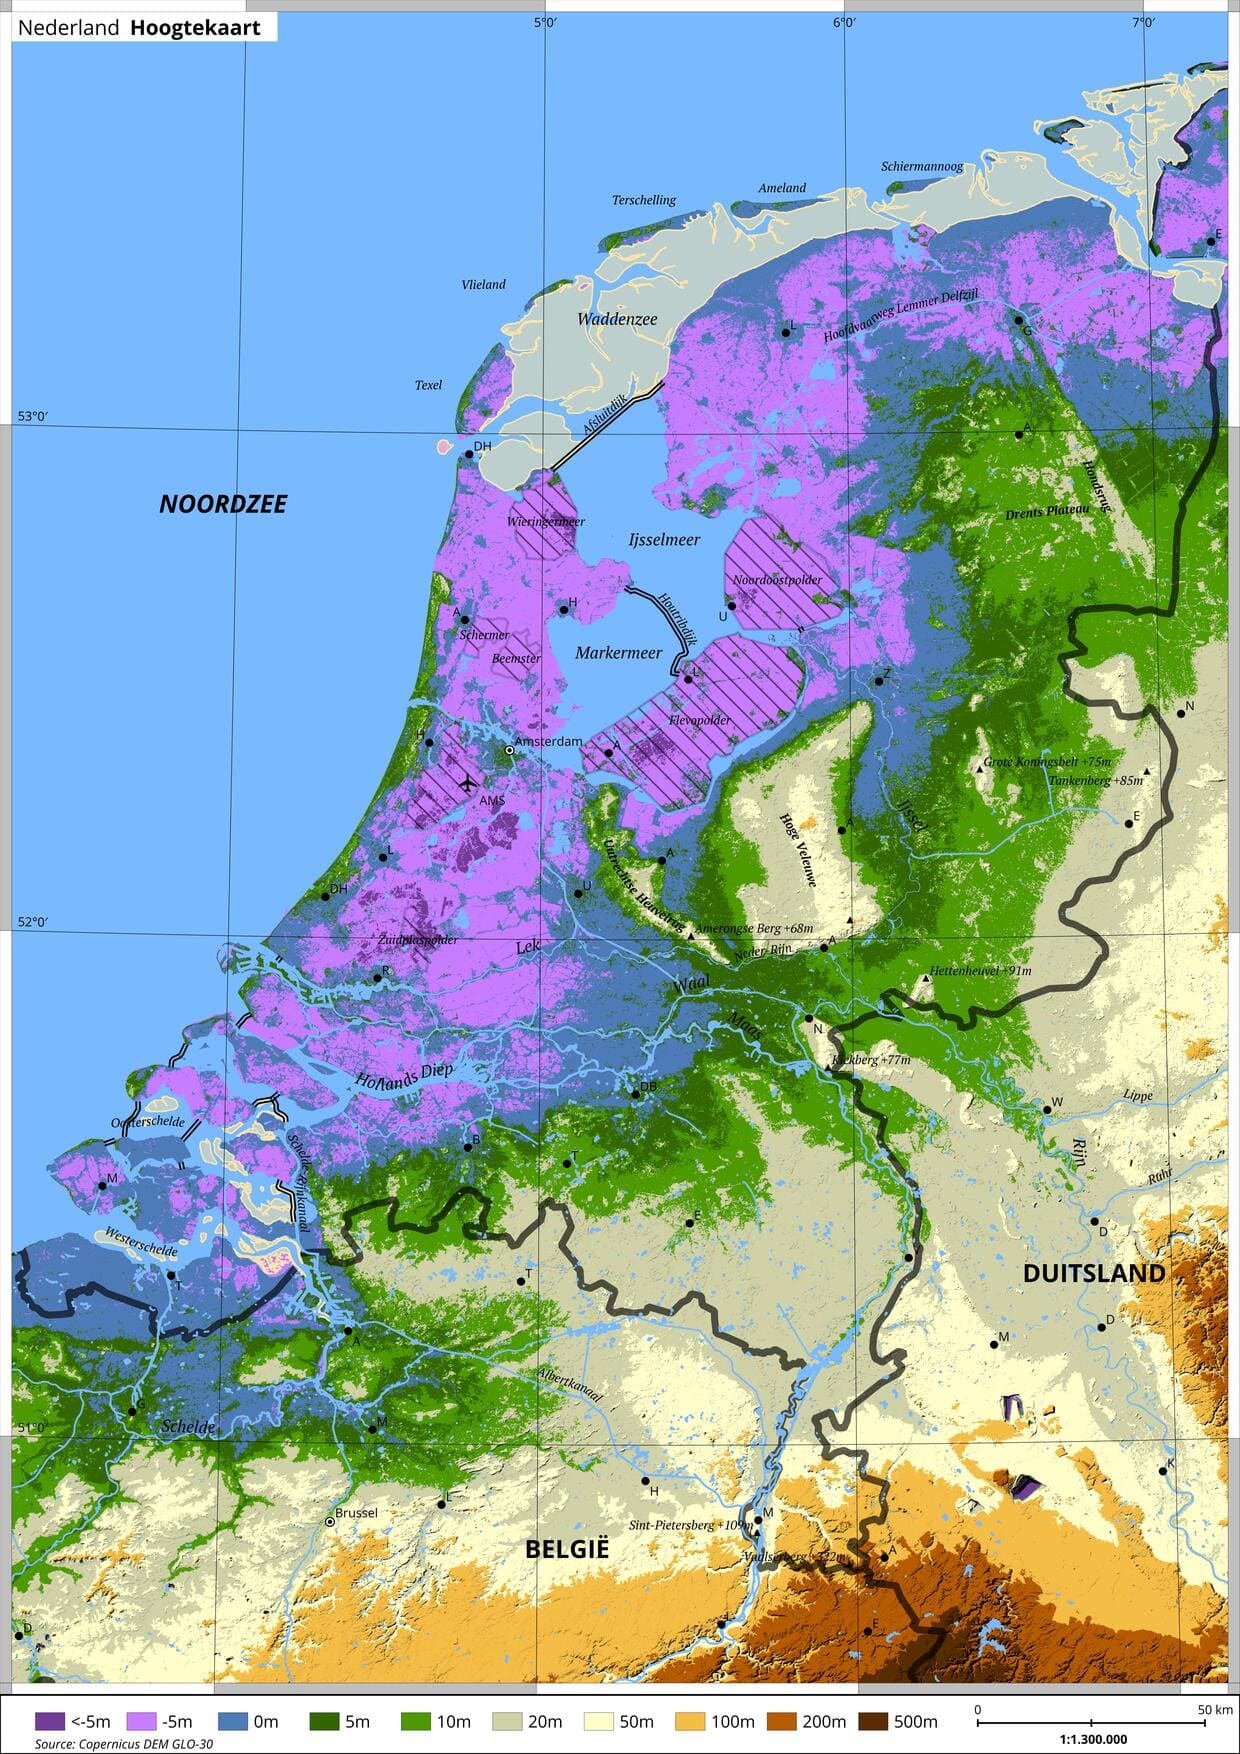 Nederland Hoogtekaart
5°0′
6°0′
7°0′
Schiermannoog
Ameland
Terschelling
E
Vlieland
Waddenzee
Hoofdvaarweg Lemmer Delfzijl
L
G
Texel
Afsluitdijk
53°0′
A
DH
Hondsrug
NOORDZEE
Drents Plateau
Wieringermeer
Ijsselmeer
Noordoostpolder
Houtribdijk
H
A
U
Schermer
Beemster
Markermeer
L
Z
N
Flevopolder
H
Amsterdam
A
Grote Koningsbelt +75m
Tankenberg +85m
AMS
Ijssel
E
Hoge Veleuwe
A
L
Uutrechtse Heuvelrug
A
DH
U
52°0′
Amerongse Berg +68m
Zuidplaspolder
Lek
Neder-Rijn
A
R
Hettenheuvel +91m
Waal
Maas
N
Kiekberg +77m
Hollands Diep
DB
Lippe
W
Oosterschelde
Schelde-Rijnkanaal
B
T
Rijn
M
Ruhr
E
D
Westerschelde
T
T
DUITSLAND
D
A
M
Albertkanaal
G
51°0′
Schelde
M
K
H
L
Brussel
M
Sint-Pietersberg +109m
BELGIË
Vaalserberg +322m
A
L
E
D
<-5m
-5m
0m
5m
10m
20m
50m
100m
200m
500m
0
50 km
1:1.300.000
Source: Copernicus DEM GLO-30